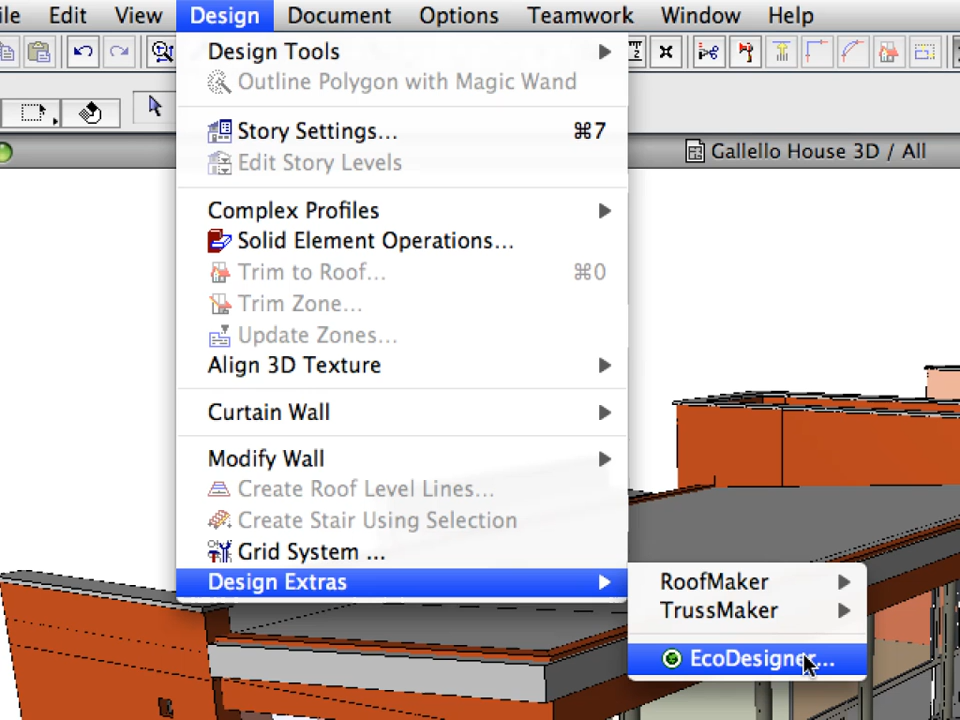 ile Edit View Design Document Options Teamwork Window Help
Design Tools
Outline Polygon with Magic Wand
Story Settings... ⌘7
Gallello House 3D / All
Edit Story Levels
Complex Profiles
Solid Element Operations...
Trim to Roof... ⌘0
Trim Zone...
Update Zones...
Align 3D Texture
Curtain Wall
Modify Wall
Create Roof Level Lines...
Create Stair Using Selection
Grid System ...
Design Extras
RoofMaker
TrussMaker
EcoDesigner...